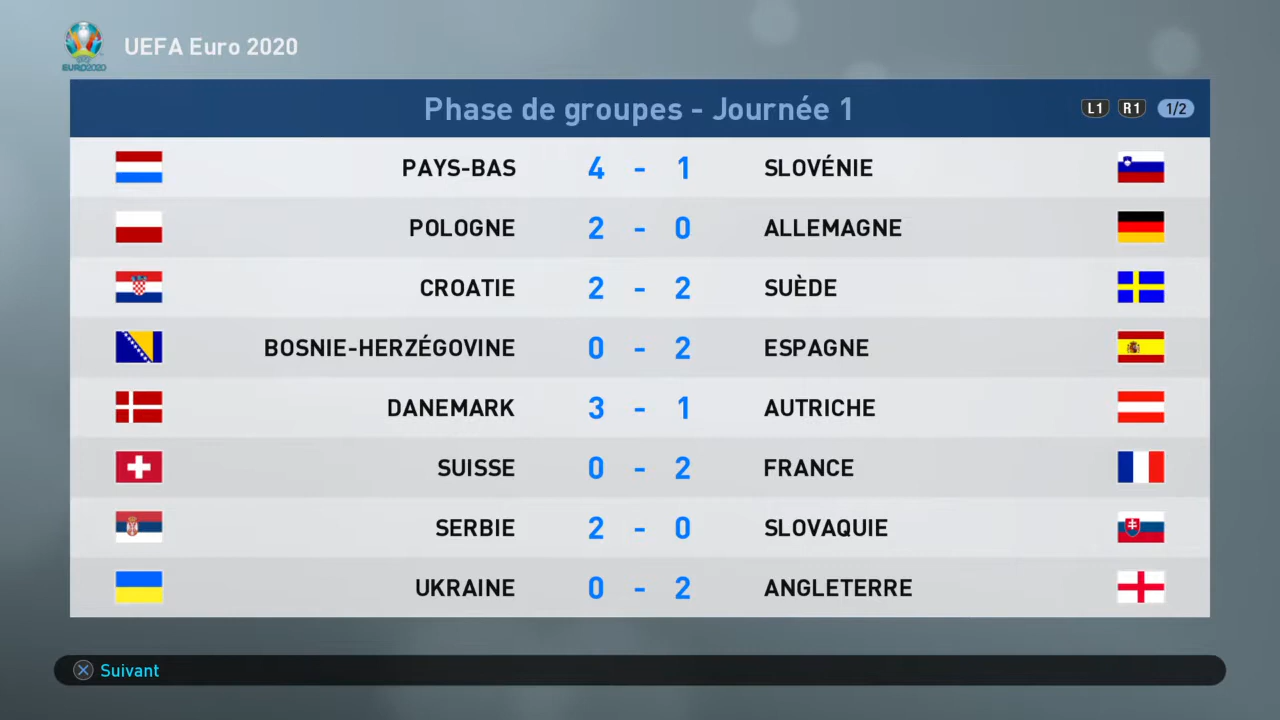 EURO2020
UEFA Euro 2020
Phase de groupes - Journée 1 L1 R1 1/2
PAYS-BAS 4 - 1 SLOVÉNIE
POLOGNE 2 - 0 ALLEMAGNE
CROATIE 2 - 2 SUÈDE
BOSNIE-HERZÉGOVINE 0 - 2 ESPAGNE
DANEMARK 3 - 1 AUTRICHE
SUISSE 0 - 2 FRANCE
SERBIE 2 - 0 SLOVAQUIE
UKRAINE 0 - 2 ANGLETERRE
Suivant